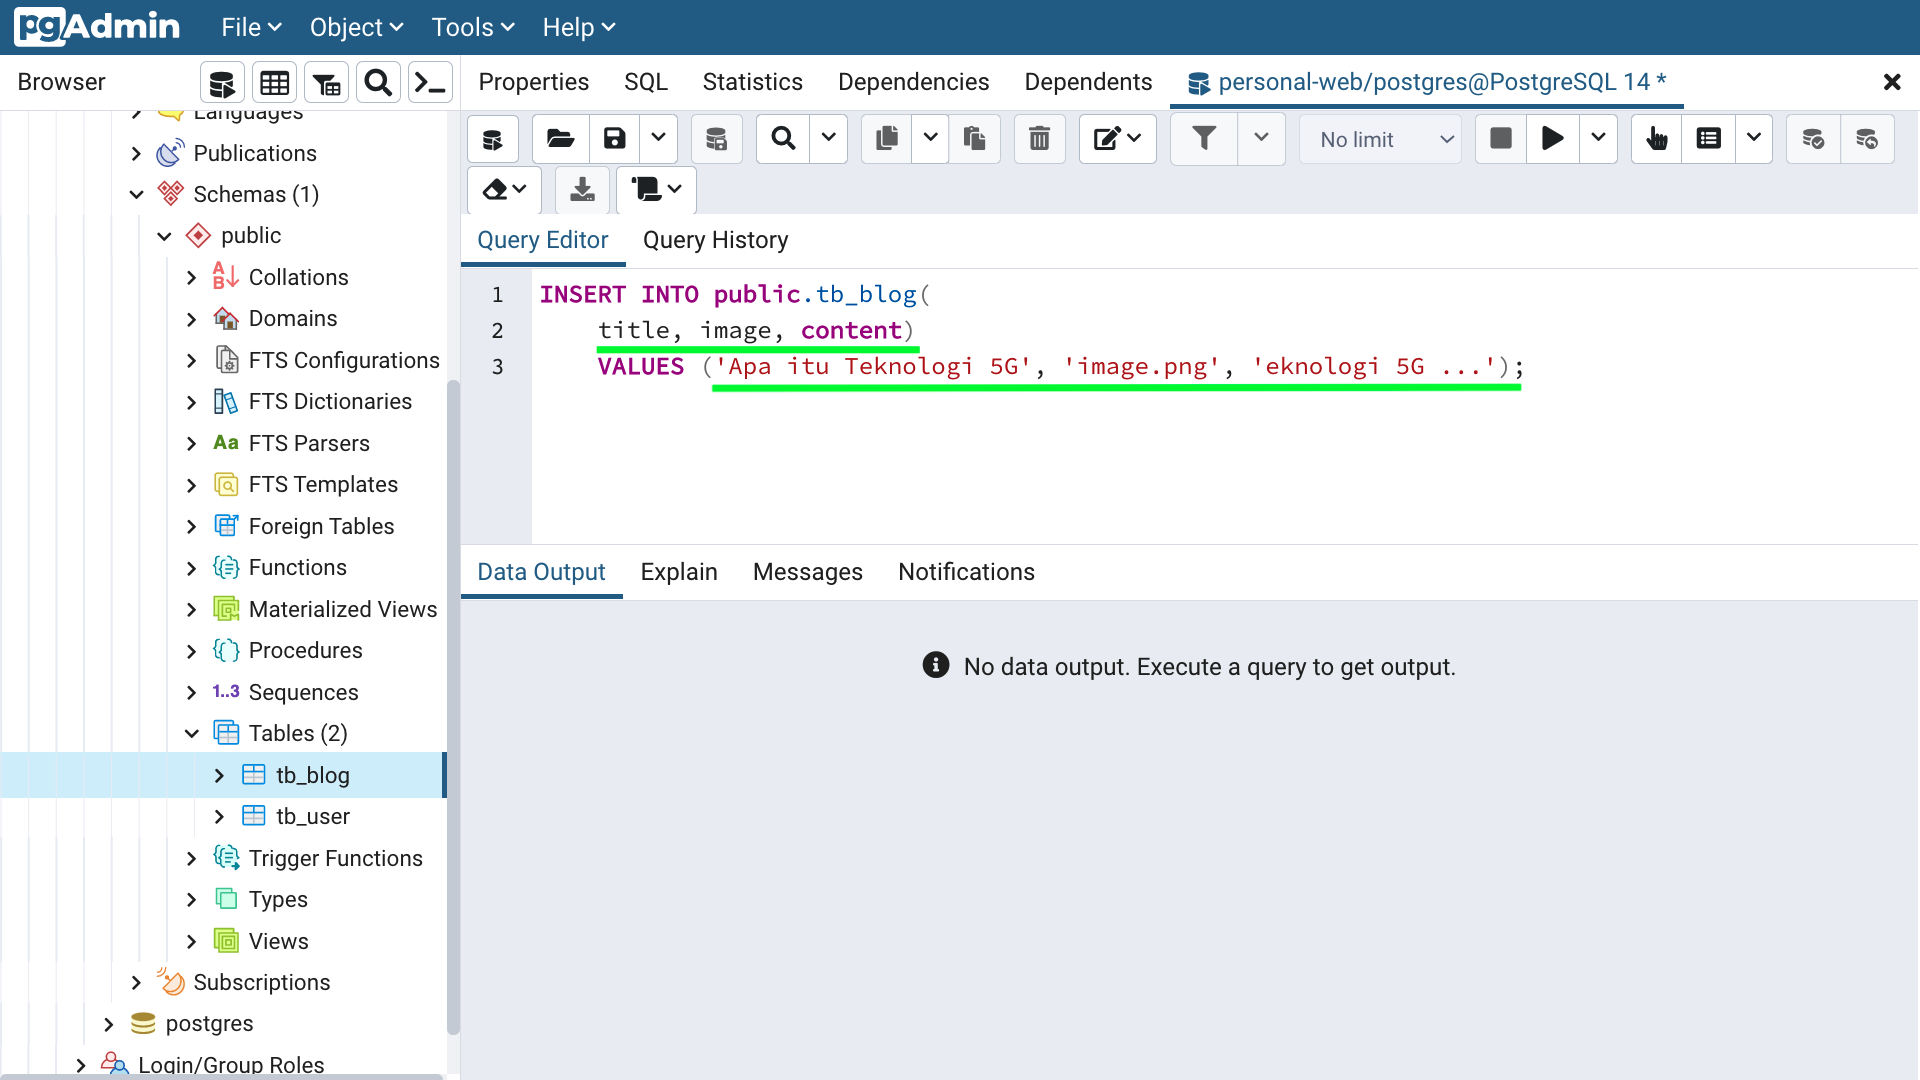 pgAdmin
File
Object
Tools
Help
Browser
Properties
SQL
Statistics
Dependencies
Dependents
personal-web/postgres@PostgreSQL 14 *
Languages
Publications
Schemas (1)
public
Collations
Domains
FTS Configurations
FTS Dictionaries
Aa FTS Parsers
FTS Templates
Foreign Tables
Functions
Materialized Views
Procedures
1..3 Sequences
Tables (2)
tb_blog
tb_user
Trigger Functions
Types
Views
Subscriptions
postgres
Login/Group Roles
No limit
Query Editor
Query History
1 INSERT INTO public.tb_blog(
2 title, image, content)
3 VALUES ('Apa itu Teknologi 5G', 'image.png', 'eknologi 5G ...');
Data Output
Explain
Messages
Notifications
No data output. Execute a query to get output.